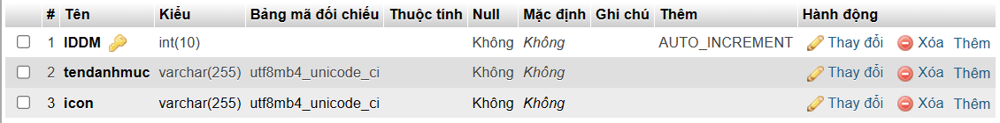 # Tên Kiểu Bảng mã đối chiếu Thuộc tính Null Mặc định Ghi chú Thêm Hành động
1 IDDM int(10) Không Không AUTO_INCREMENT Thay đổi Xóa Thêm
2 tendanhmuc varchar(255) utf8mb4_unicode_ci Không Không Thay đổi Xóa Thêm
3 icon varchar(255) utf8mb4_unicode_ci Không Không Thay đổi Xóa Thêm